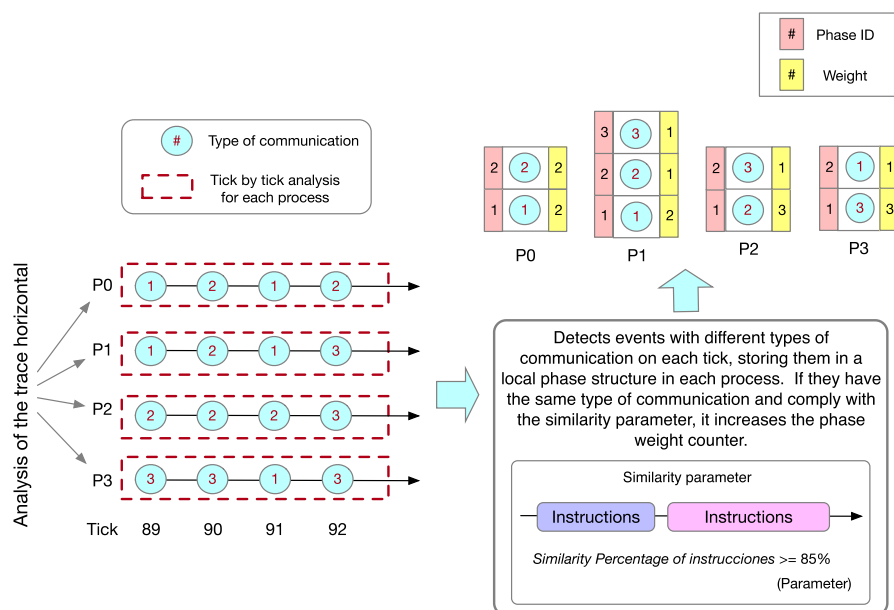 # Phase ID
# Weight
# Type of communication
Tick by tick analysis
for each process
2 2 2
1 1 2
P0
3 3 1
2 2 1
1 1 2
P1
2 3 1
1 2 3
P2
2 1 1
1 3 3
P3
Analysis of the trace horizontal
P0 1 2 1 2
P1 1 2 1 3
P2 2 2 2 3
P3 3 3 1 3
Tick 89 90 91 92
Detects events with different types of
communication on each tick, storing them in a
local phase structure in each process. If they have
the same type of communication and comply with
the similarity parameter, it increases the phase
weight counter.
Similarity parameter
Instructions Instructions
Similarity Percentage of instrucciones >= 85%
(Parameter)